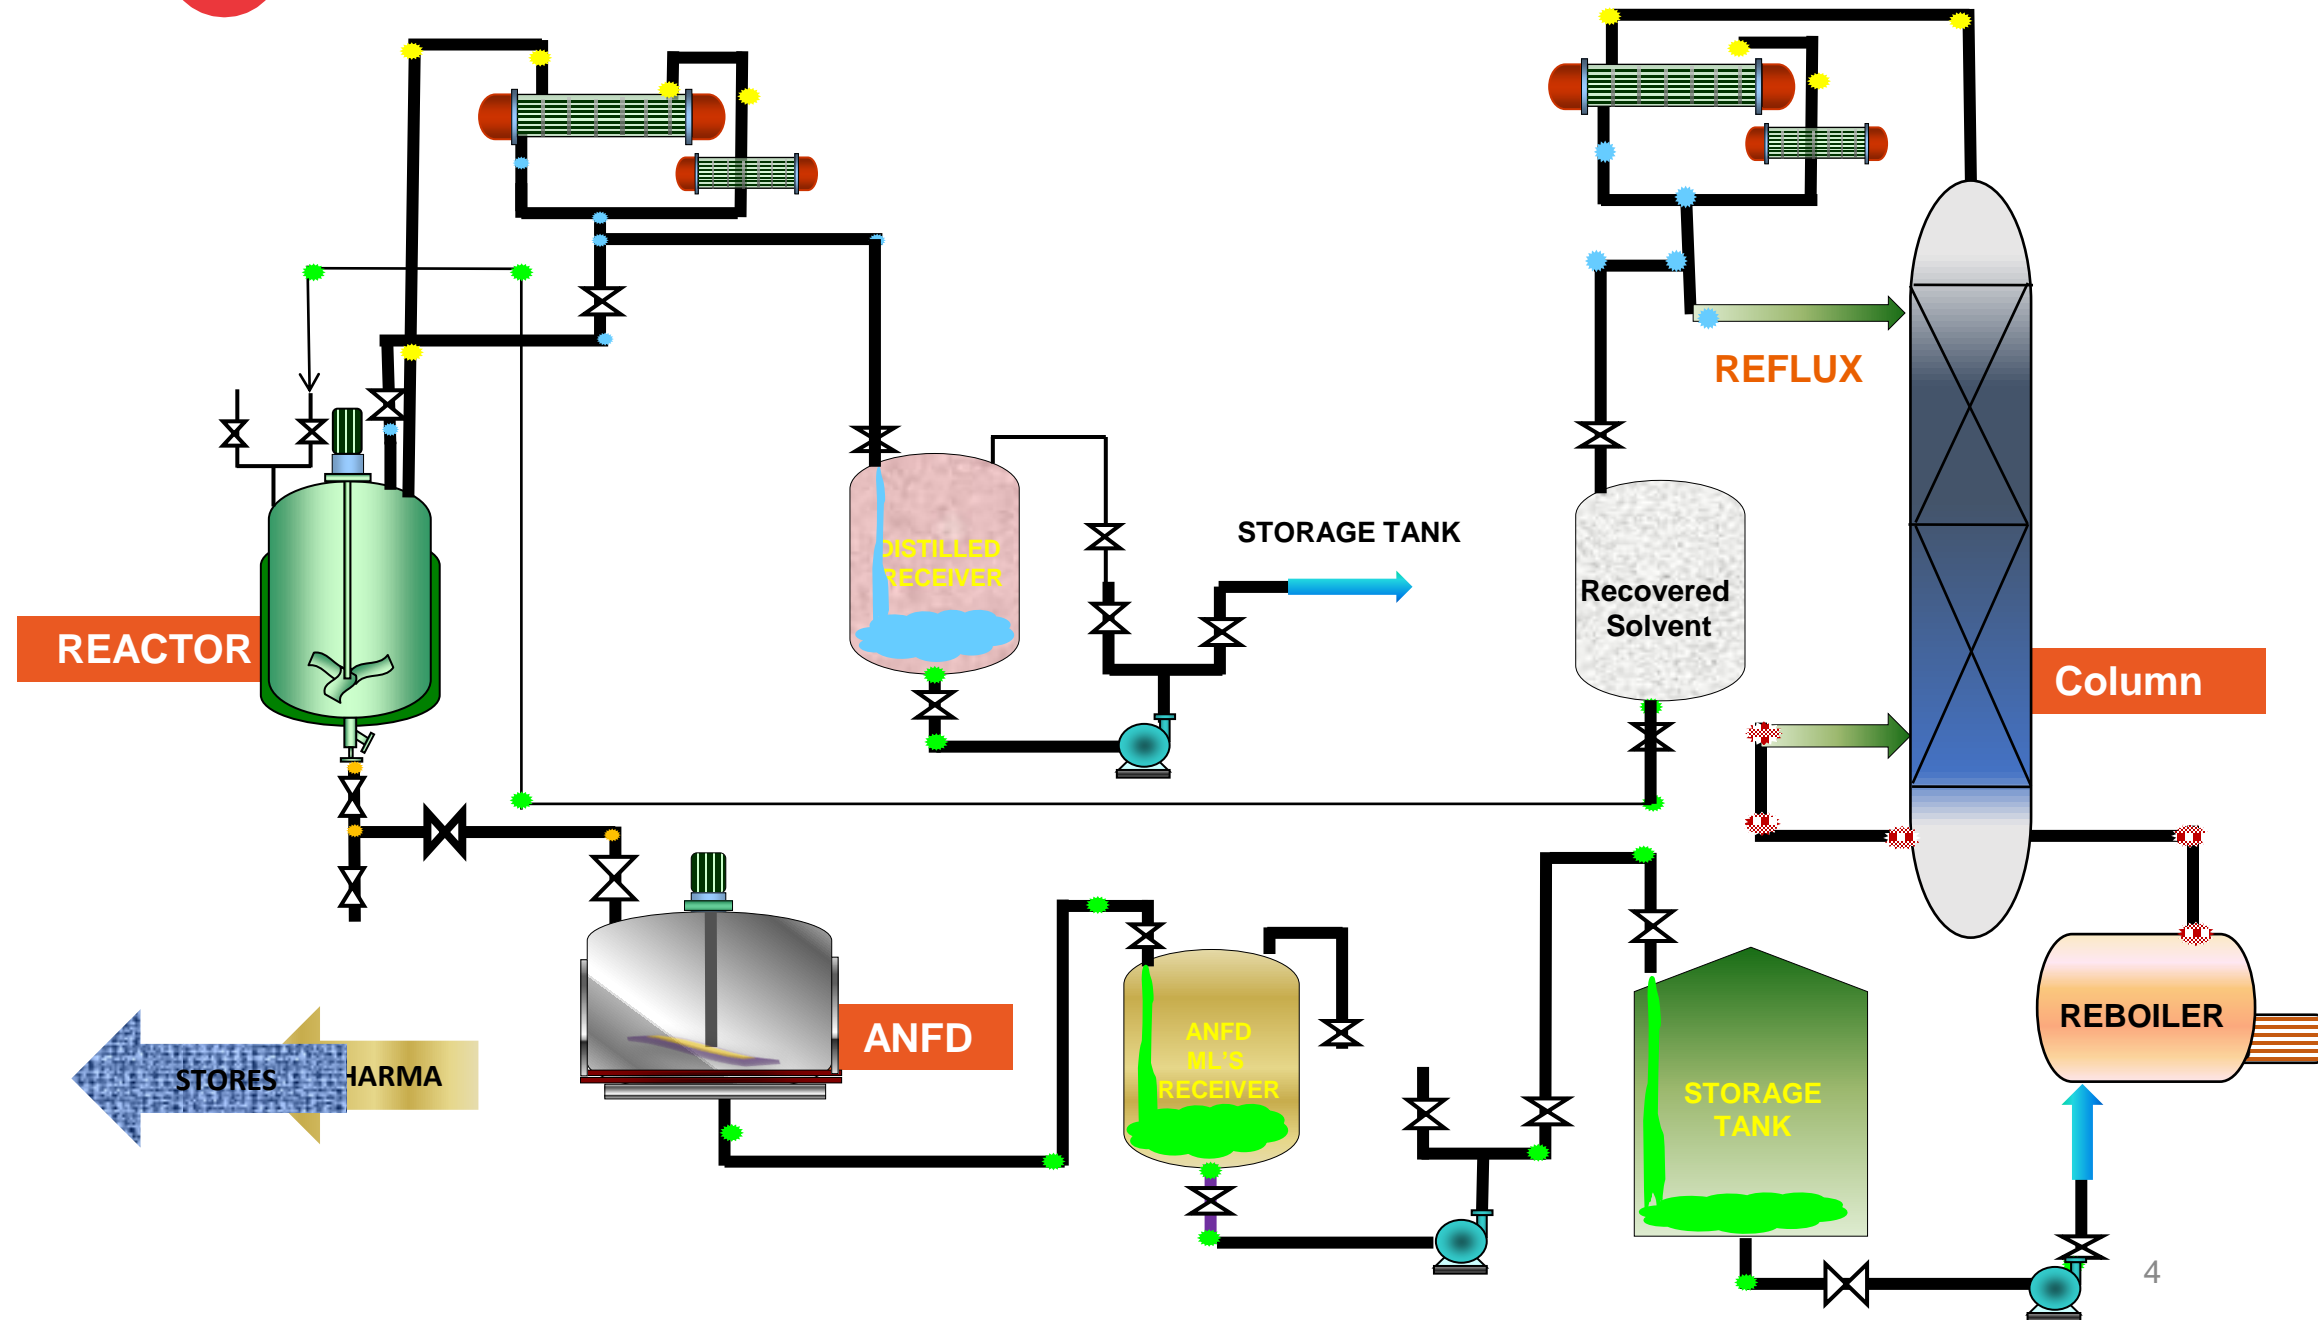 REFLUX
STORAGE TANK
DISTILLED
RECEIVER
Recovered
Solvent
REACTOR
Column
ANFD
REBOILER
ANFD
ML'S
RECEIVER
STORES
HARMA
STORAGE
TANK
4